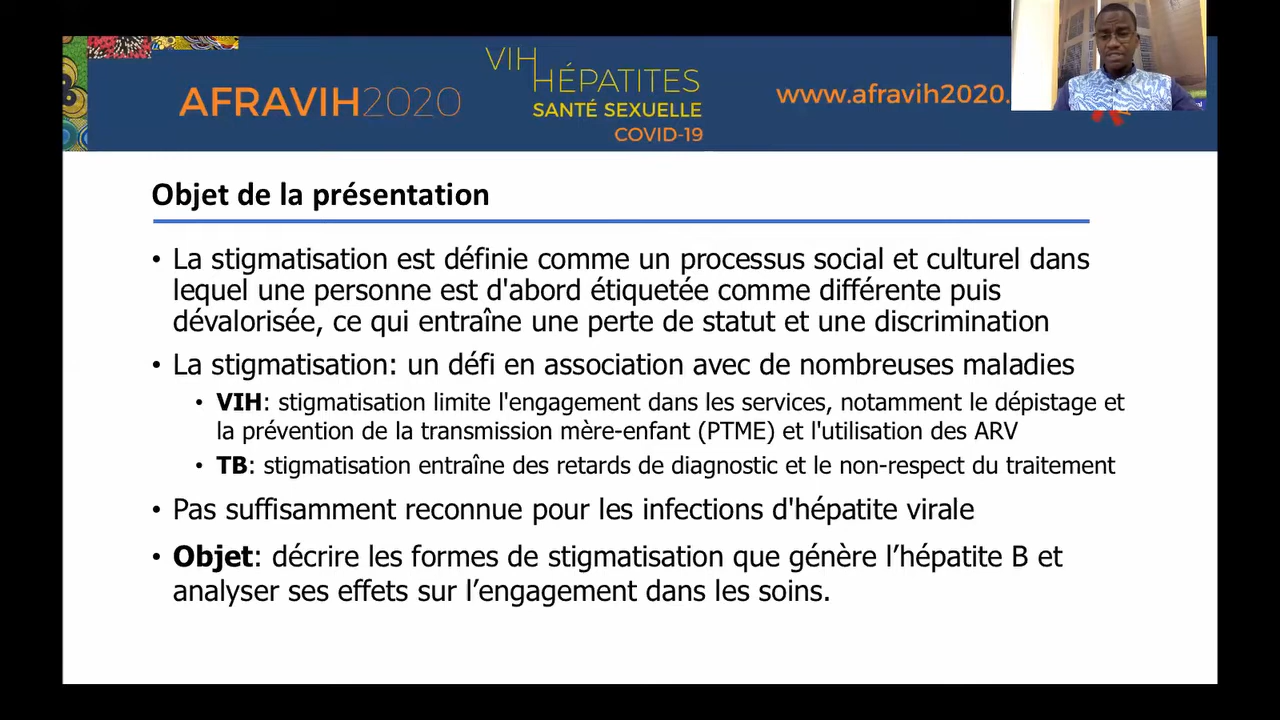 AFRAVIH2020
VIH
HÉPATITES
SANTÉ SEXUELLE
COVID-19
www.afravih2020.
Objet de la présentation
• La stigmatisation est définie comme un processus social et culturel dans
lequel une personne est d'abord étiquetée comme différente puis
dévalorisée, ce qui entraîne une perte de statut et une discrimination
• La stigmatisation: un défi en association avec de nombreuses maladies
• VIH: stigmatisation limite l'engagement dans les services, notamment le dépistage et
la prévention de la transmission mère-enfant (PTME) et l'utilisation des ARV
• TB: stigmatisation entraîne des retards de diagnostic et le non-respect du traitement
• Pas suffisamment reconnue pour les infections d'hépatite virale
• Objet: décrire les formes de stigmatisation que génère l’hépatite B et
analyser ses effets sur l’engagement dans les soins.